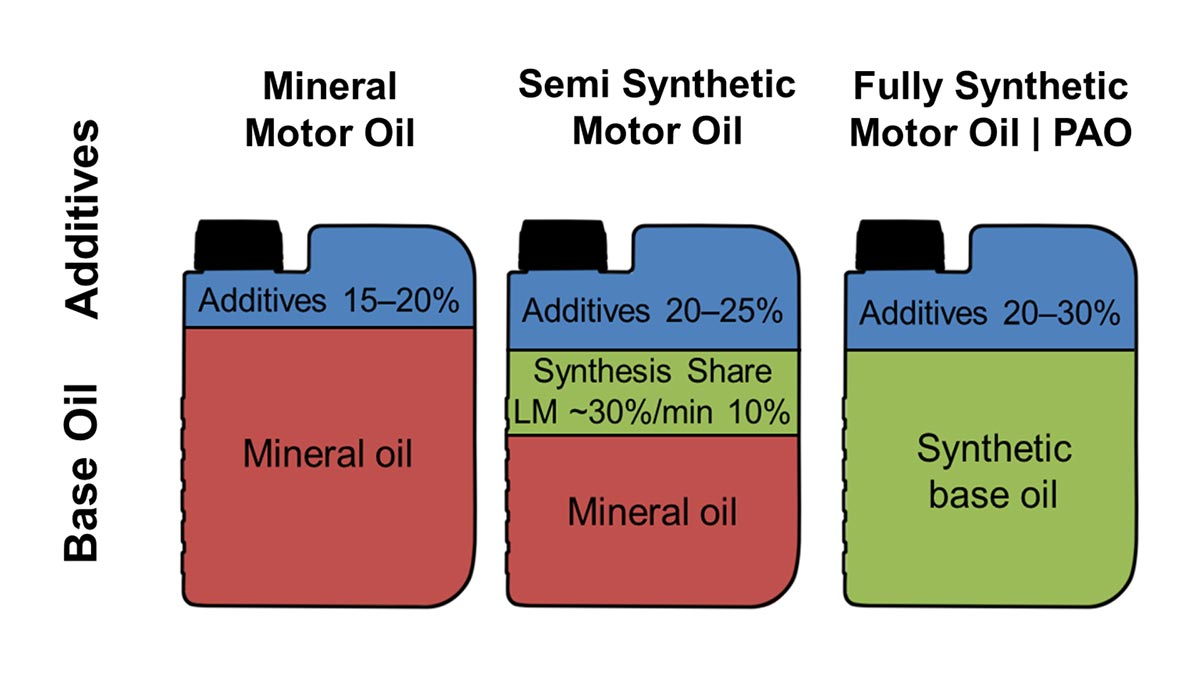 Mineral
Motor Oil
Semi Synthetic
Motor Oil
Fully Synthetic
Motor Oil | PAO
Additives
Base Oil
Additives 15–20%
Mineral oil
Additives 20–25%
Synthesis Share
LM ~30%/min 10%
Mineral oil
Additives 20–30%
Synthetic
base oil